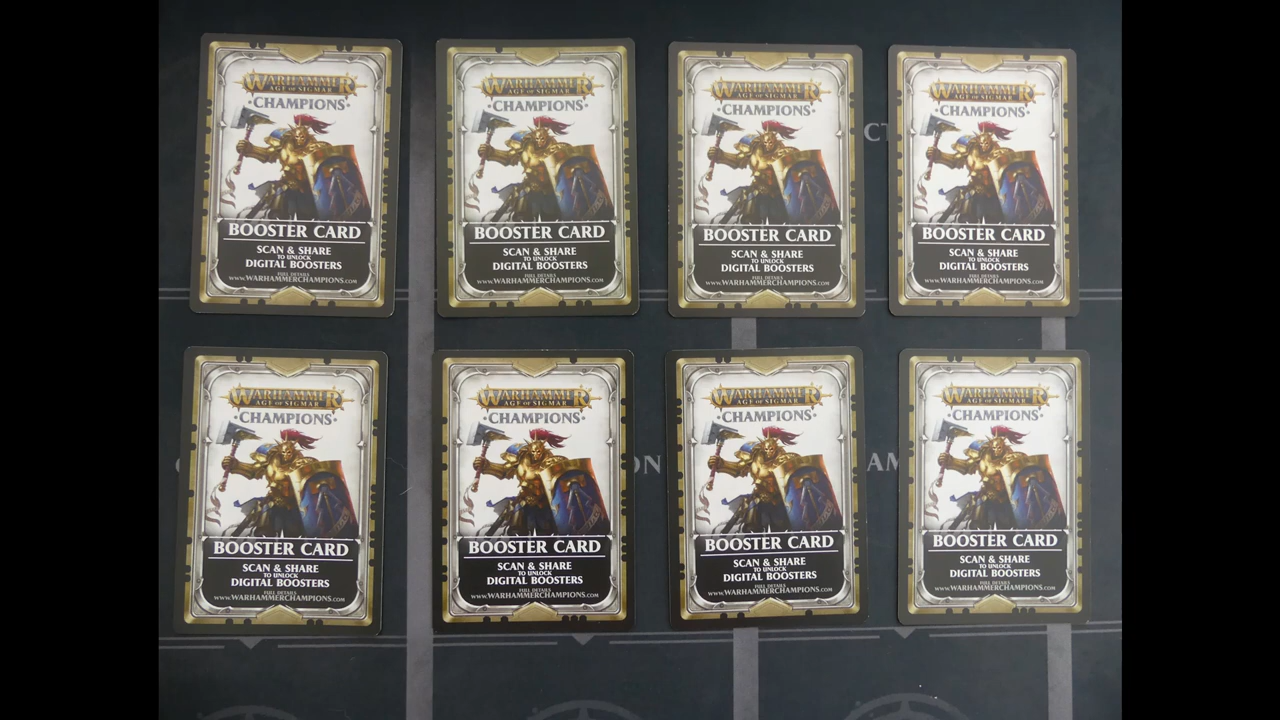 WARHAMMER
AGE OF SIGMAR
·CHAMPIONS·
BOOSTER CARD
SCAN & SHARE
TO UNLOCK
DIGITAL BOOSTERS
FULL DETAILS
WWW.WARHAMMERCHAMPIONS.COM
WARHAMMER
AGE OF SIGMAR
·CHAMPIONS·
BOOSTER CARD
SCAN & SHARE
TO UNLOCK
DIGITAL BOOSTERS
FULL DETAILS
WWW.WARHAMMERCHAMPIONS.COM
WARHAMMER
AGE OF SIGMAR
·CHAMPIONS·
BOOSTER CARD
SCAN & SHARE
TO UNLOCK
DIGITAL BOOSTERS
FULL DETAILS
WWW.WARHAMMERCHAMPIONS.COM
WARHAMMER
AGE OF SIGMAR
·CHAMPIONS·
BOOSTER CARD
SCAN & SHARE
TO UNLOCK
DIGITAL BOOSTERS
FULL DETAILS
WWW.WARHAMMERCHAMPIONS.COM
WARHAMMER
AGE OF SIGMAR
·CHAMPIONS·
BOOSTER CARD
SCAN & SHARE
TO UNLOCK
DIGITAL BOOSTERS
FULL DETAILS
WWW.WARHAMMERCHAMPIONS.COM
WARHAMMER
AGE OF SIGMAR
·CHAMPIONS·
BOOSTER CARD
SCAN & SHARE
TO UNLOCK
DIGITAL BOOSTERS
FULL DETAILS
WWW.WARHAMMERCHAMPIONS.COM
WARHAMMER
AGE OF SIGMAR
·CHAMPIONS·
BOOSTER CARD
SCAN & SHARE
TO UNLOCK
DIGITAL BOOSTERS
FULL DETAILS
WWW.WARHAMMERCHAMPIONS.COM
WARHAMMER
AGE OF SIGMAR
·CHAMPIONS·
BOOSTER CARD
SCAN & SHARE
TO UNLOCK
DIGITAL BOOSTERS
FULL DETAILS
WWW.WARHAMMERCHAMPIONS.COM